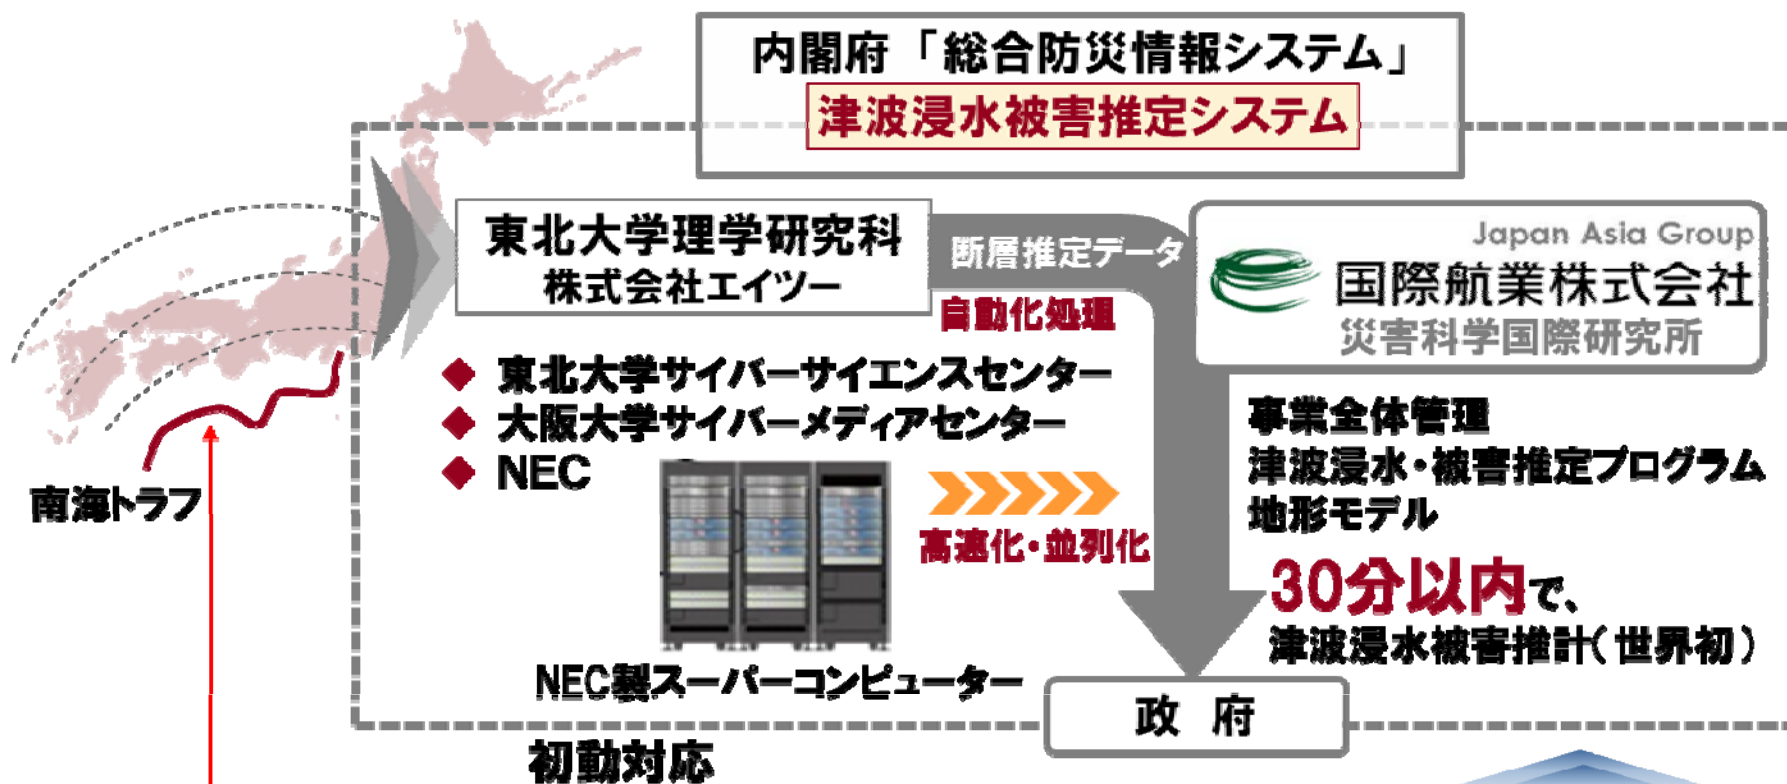 内閣府「総合防災情報システム」
津波浸水被害推定システム
東北大学理学研究科
株式会社エイツー
断層推定データ
自動化処理
Japan Asia Group
国際航業株式会社
災害科学国際研究所
東北大学サイバーサイエンスセンター
大阪大学サイバーメディアセンター
NEC
南海トラフ
高速化・並列化
事業全体管理
津波浸水・被害推定プログラム
地形モデル
30分以内で、
津波浸水被害推計(世界初)
NEC製スーパーコンピューター
政 府
初動対応